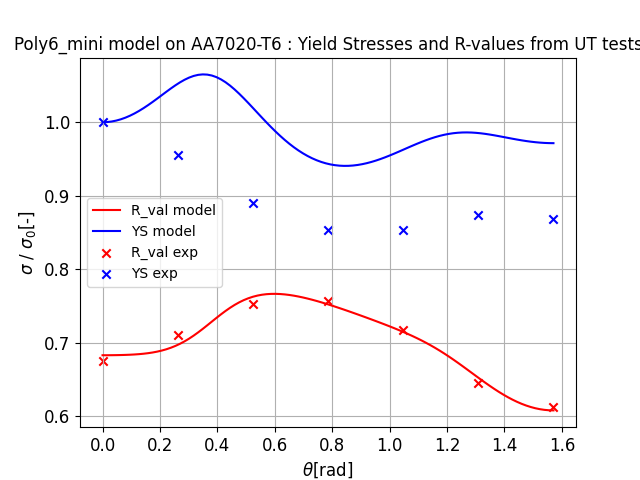 Poly6_mini model on AA7020-T6 : Yield Stresses and R-values from UT tests
σ / σ₀[-]
1.0
0.9
0.8
0.7
0.6
R_val model
YS model
R_val exp
YS exp
0.0 0.2 0.4 0.6 0.8 1.0 1.2 1.4 1.6
θ[rad]